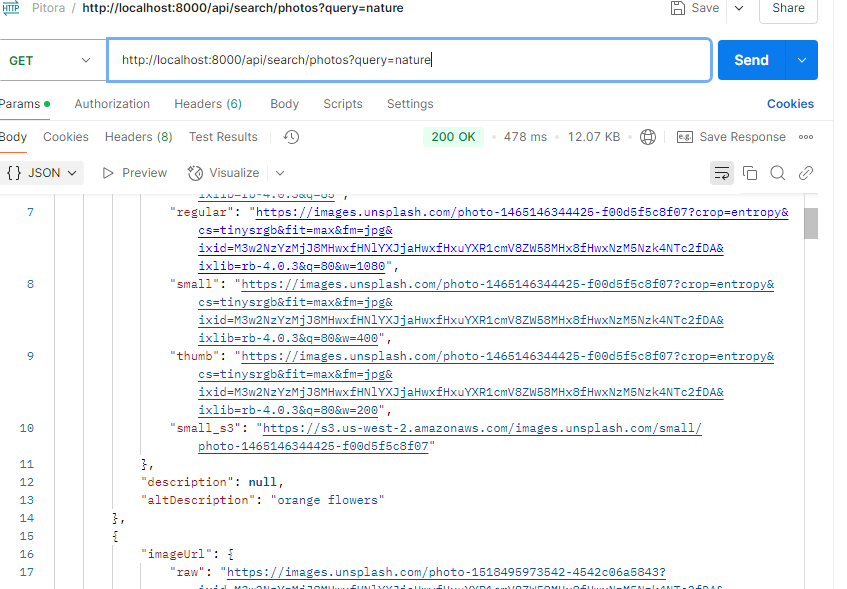 HTTP Pitora / http://localhost:8000/api/search/photos?query=nature Save Share
GET http://localhost:8000/api/search/photos?query=nature Send
Params Authorization Headers (6) Body Scripts Settings Cookies
Body Cookies Headers (8) Test Results 200 OK 478 ms 12.07 KB e.g. Save Response
{} JSON Preview Visualize
ixlib=rb-4.0.3&q=85",
7 "regular": "https://images.unsplash.com/photo-1465146344425-f00d5f5c8f07?crop=entropy&
cs=tinysrgb&fit=max&fm=jpg&
ixid=M3w2NzYzMjJ8MHwxfHNlYXJjaHwxfHxuYXR1cmV8ZW58MHx8fHwxNzM5Nzk4NTc2fDA&
ixlib=rb-4.0.3&q=80&w=1080",
8 "small": "https://images.unsplash.com/photo-1465146344425-f00d5f5c8f07?crop=entropy&
cs=tinysrgb&fit=max&fm=jpg&
ixid=M3w2NzYzMjJ8MHwxfHNlYXJjaHwxfHxuYXR1cmV8ZW58MHx8fHwxNzM5Nzk4NTc2fDA&
ixlib=rb-4.0.3&q=80&w=400",
9 "thumb": "https://images.unsplash.com/photo-1465146344425-f00d5f5c8f07?crop=entropy&
cs=tinysrgb&fit=max&fm=jpg&
ixid=M3w2NzYzMjJ8MHwxfHNlYXJjaHwxfHxuYXR1cmV8ZW58MHx8fHwxNzM5Nzk4NTc2fDA&
ixlib=rb-4.0.3&q=80&w=200",
10 "small_s3": "https://s3.us-west-2.amazonaws.com/images.unsplash.com/small/
photo-1465146344425-f00d5f5c8f07"
11 },
12 "description": null,
13 "altDescription": "orange flowers"
14 },
15 {
16 "imageUrl": {
17 "raw": "https://images.unsplash.com/photo-1518495973542-4542c06a5843?